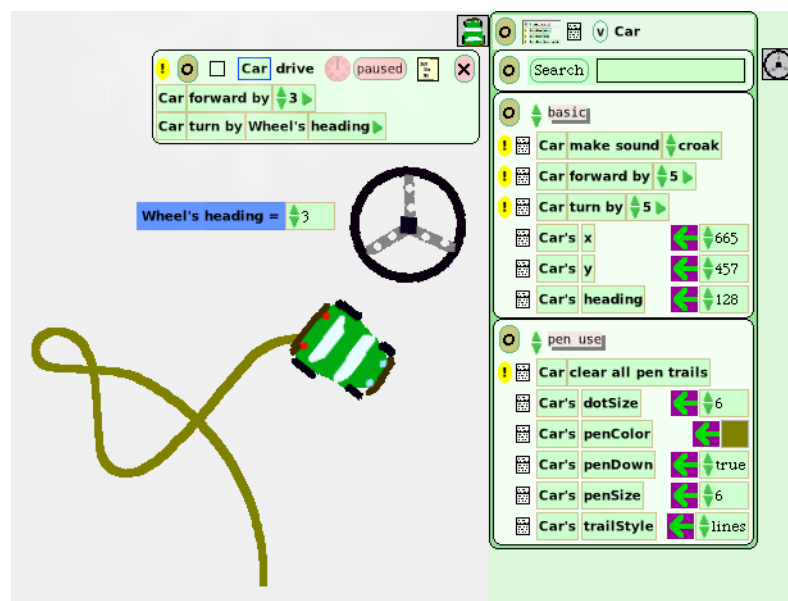 v Car
! Car drive paused
Car forward by 3
Car turn by Wheel's heading
Wheel's heading = 3
Search
basic
! Car make sound croak
! Car forward by 5
! Car turn by 5
Car's x 665
Car's y 457
Car's heading 128
pen use
! Car clear all pen trails
Car's dotSize 6
Car's penColor
Car's penDown true
Car's penSize 6
Car's trailStyle lines